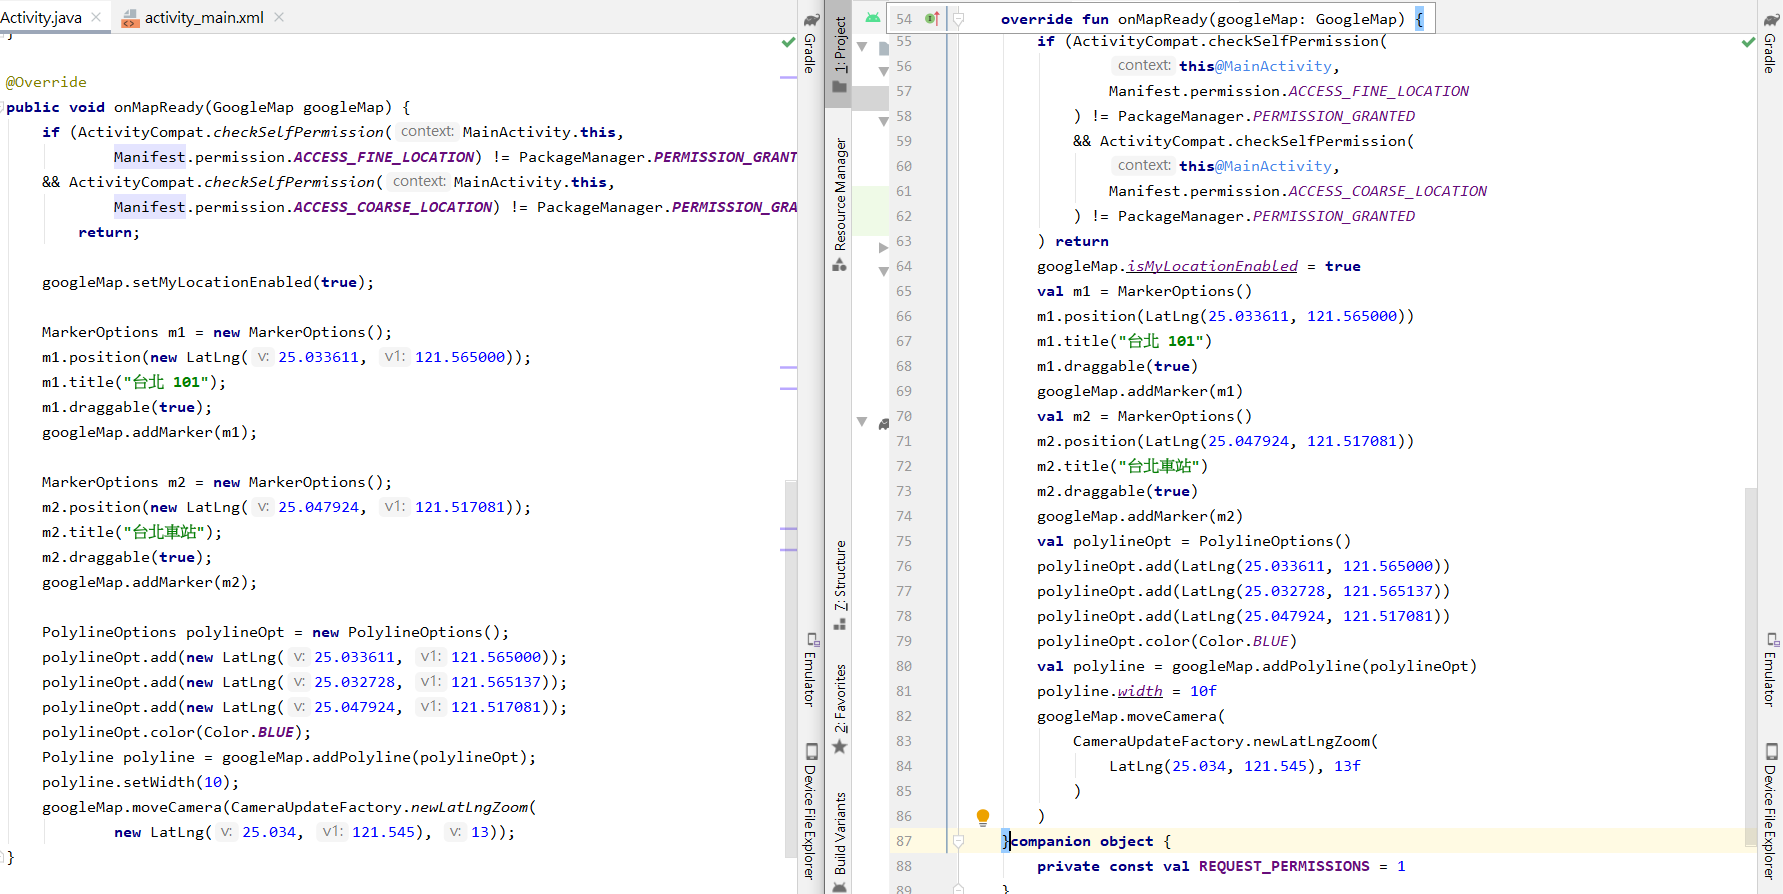 Activity.java
activity_main.xml
}
@Override
public void onMapReady(GoogleMap googleMap) {
if (ActivityCompat.checkSelfPermission( context: MainActivity.this,
Manifest.permission.ACCESS_FINE_LOCATION) != PackageManager.PERMISSION_GRANT
&& ActivityCompat.checkSelfPermission( context: MainActivity.this,
Manifest.permission.ACCESS_COARSE_LOCATION) != PackageManager.PERMISSION_GRA
return;
googleMap.setMyLocationEnabled(true);
MarkerOptions m1 = new MarkerOptions();
m1.position(new LatLng( v: 25.033611, v1: 121.565000));
m1.title("台北 101");
m1.draggable(true);
googleMap.addMarker(m1);
MarkerOptions m2 = new MarkerOptions();
m2.position(new LatLng( v: 25.047924, v1: 121.517081));
m2.title("台北車站");
m2.draggable(true);
googleMap.addMarker(m2);
PolylineOptions polylineOpt = new PolylineOptions();
polylineOpt.add(new LatLng( v: 25.033611, v1: 121.565000));
polylineOpt.add(new LatLng( v: 25.032728, v1: 121.565137));
polylineOpt.add(new LatLng( v: 25.047924, v1: 121.517081));
polylineOpt.color(Color.BLUE);
Polyline polyline = googleMap.addPolyline(polylineOpt);
polyline.setWidth(10);
googleMap.moveCamera(CameraUpdateFactory.newLatLngZoom(
new LatLng( v: 25.034, v1: 121.545), v: 13));
}
Gradle
Emulator
Device File Explorer
1: Project
Resource Manager
7: Structure
2: Favorites
Build Variants
54 override fun onMapReady(googleMap: GoogleMap) {
55 if (ActivityCompat.checkSelfPermission(
56 context: this@MainActivity,
57 Manifest.permission.ACCESS_FINE_LOCATION
58 ) != PackageManager.PERMISSION_GRANTED
59 && ActivityCompat.checkSelfPermission(
60 context: this@MainActivity,
61 Manifest.permission.ACCESS_COARSE_LOCATION
62 ) != PackageManager.PERMISSION_GRANTED
63 ) return
64 googleMap.isMyLocationEnabled = true
65 val m1 = MarkerOptions()
66 m1.position(LatLng(25.033611, 121.565000))
67 m1.title("台北 101")
68 m1.draggable(true)
69 googleMap.addMarker(m1)
70 val m2 = MarkerOptions()
71 m2.position(LatLng(25.047924, 121.517081))
72 m2.title("台北車站")
73 m2.draggable(true)
74 googleMap.addMarker(m2)
75 val polylineOpt = PolylineOptions()
76 polylineOpt.add(LatLng(25.033611, 121.565000))
77 polylineOpt.add(LatLng(25.032728, 121.565137))
78 polylineOpt.add(LatLng(25.047924, 121.517081))
79 polylineOpt.color(Color.BLUE)
80 val polyline = googleMap.addPolyline(polylineOpt)
81 polyline.width = 10f
82 googleMap.moveCamera(
83 CameraUpdateFactory.newLatLngZoom(
84 LatLng(25.034, 121.545), 13f
85 )
86 )
87 }companion object {
88 private const val REQUEST_PERMISSIONS = 1
89 }
Gradle
Emulator
Device File Explorer